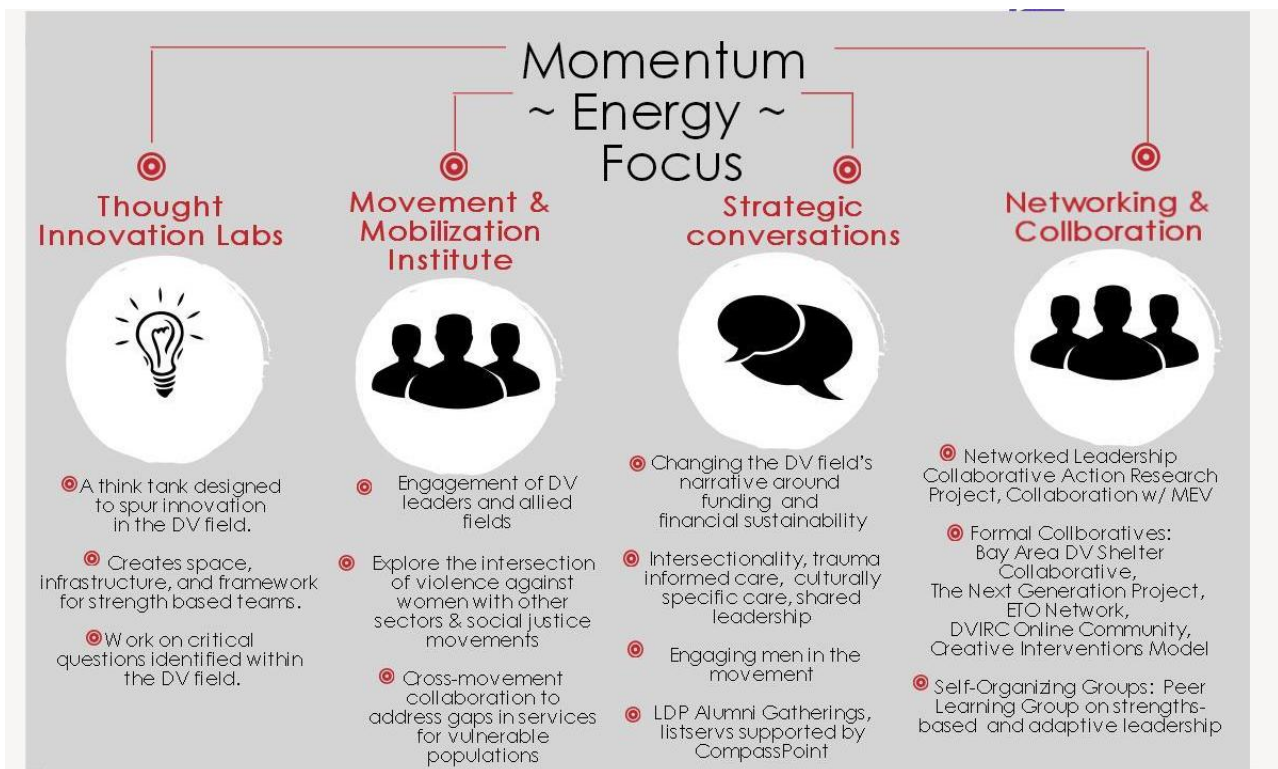 Momentum
~ Energy ~
Focus
Thought
Innovation Labs
A think tank designed
to spur innovation
in the DV field.
Creates space,
infrastructure, and framework
for strength based teams.
Work on critical
questions identified within
the DV field.
Movement &
Mobilization
Institute
Engagement of DV
leaders and allied
fields
Explore the intersection
of violence against
women with other
sectors & social justice
movements
Cross-movement
collaboration to
address gaps in services
for vulnerable
populations
Strategic
conversations
Changing the DV field's
narrative around
funding and
financial sustainability
Intersectionality, trauma
informed care, culturally
specific care, shared
leadership
Engaging men in the
movement
LDP Alumni Gatherings,
listservs supported by
CompassPoint
Networking &
Collboration
Networked Leadership
Collaborative Action Research
Project, Collaboration w/ MEV
Formal Collboratives:
Bay Area DV Shelter
Collaborative,
The Next Generation Project,
ETO Network,
DVIRC Online Community,
Creative Interventions Model
Self-Organizing Groups: Peer
Learning Group on strengths-
based and adaptive leadership